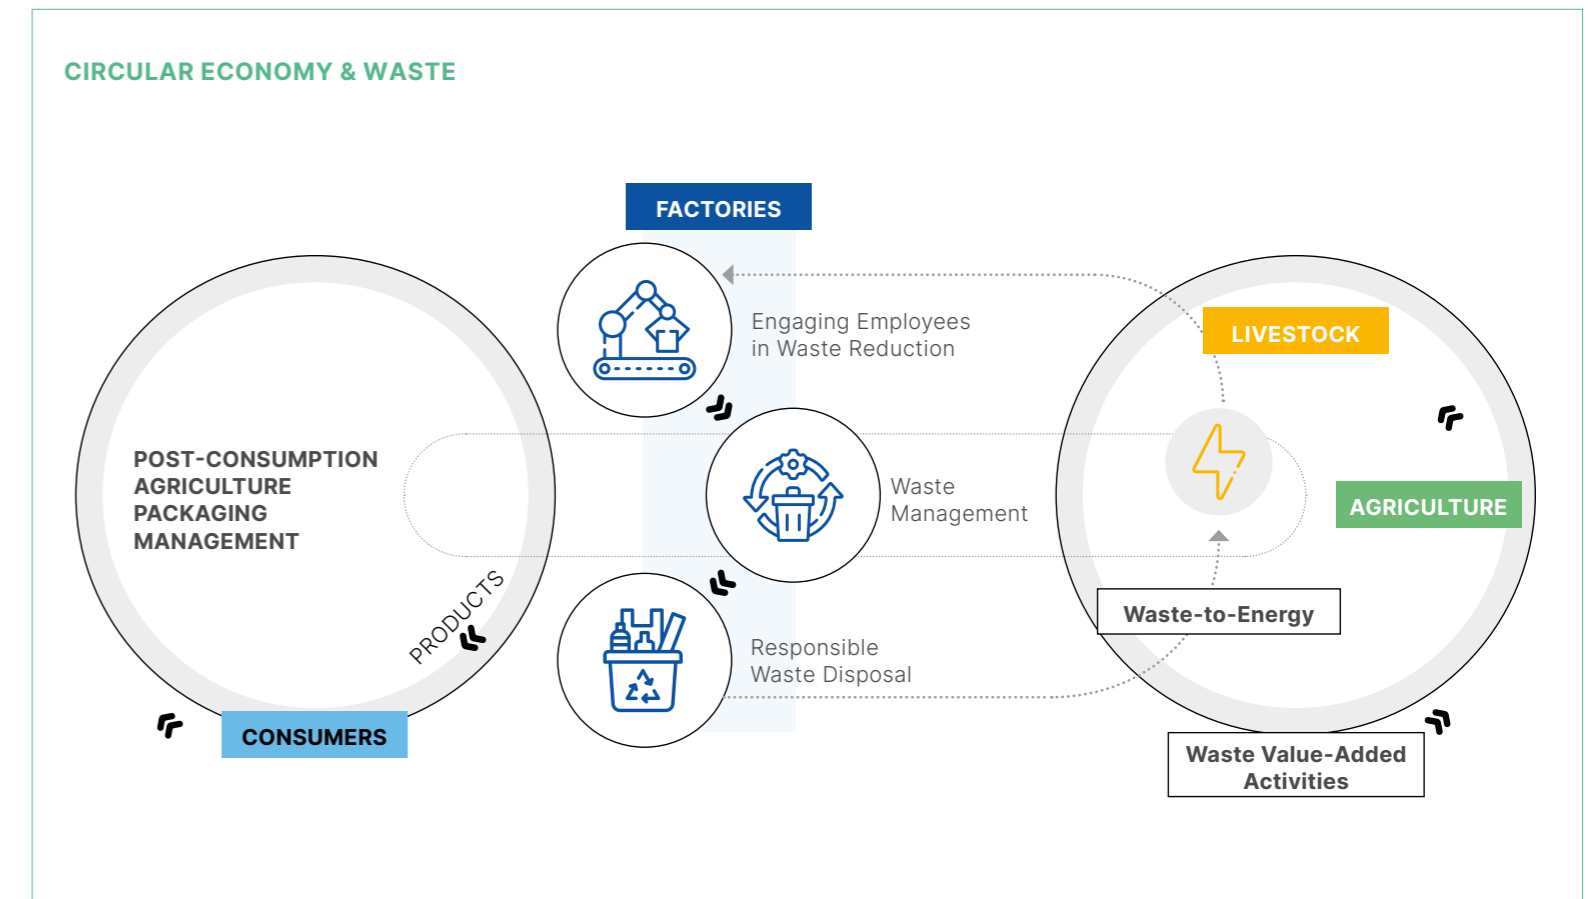 CIRCULAR ECONOMY & WASTE
FACTORIES
Engaging Employees
in Waste Reduction
LIVESTOCK
POST-CONSUMPTION
AGRICULTURE
PACKAGING
MANAGEMENT
Waste
Management
AGRICULTURE
PRODUCTS
Waste-to-Energy
Responsible
Waste Disposal
CONSUMERS
Waste Value-Added
Activities